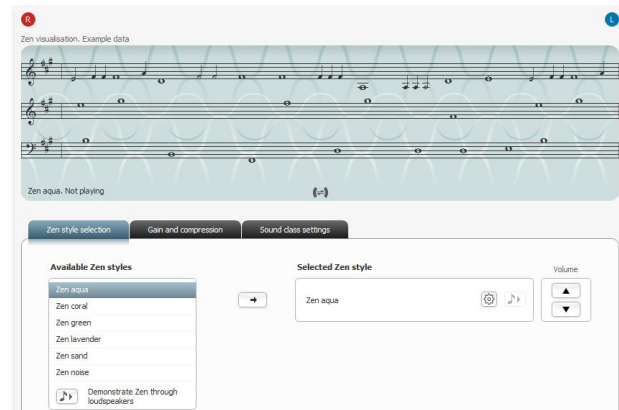 R
L
Zen visualisation. Example data
Zen aqua. Not playing
Zen style selection
Gain and compression
Sound class settings
Available Zen styles
Zen aqua
Zen coral
Zen green
Zen lavender
Zen sand
Zen noise
Demonstrate Zen through
loudspeakers
Selected Zen style
Zen aqua
Volume